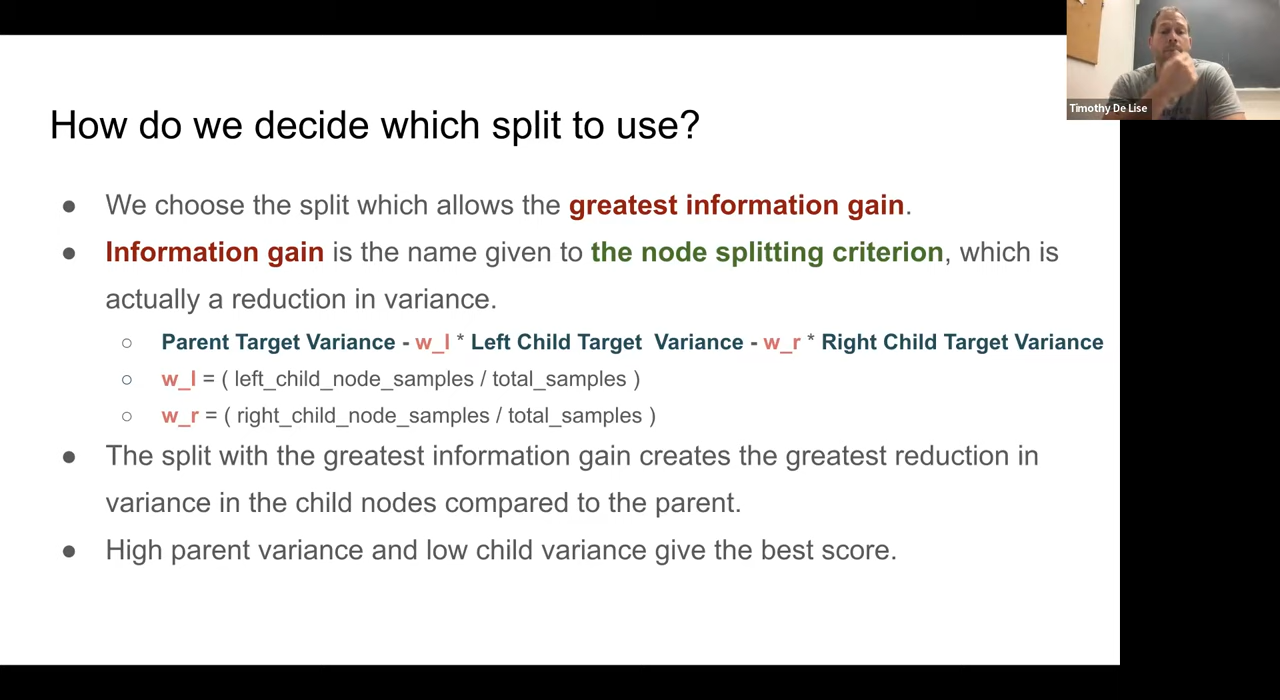 Timothy De Lise
How do we decide which split to use?
● We choose the split which allows the greatest information gain.
● Information gain is the name given to the node splitting criterion, which is
actually a reduction in variance.
○ Parent Target Variance - w_l * Left Child Target Variance - w_r * Right Child Target Variance
○ w_l = ( left_child_node_samples / total_samples )
○ w_r = ( right_child_node_samples / total_samples )
● The split with the greatest information gain creates the greatest reduction in
variance in the child nodes compared to the parent.
● High parent variance and low child variance give the best score.